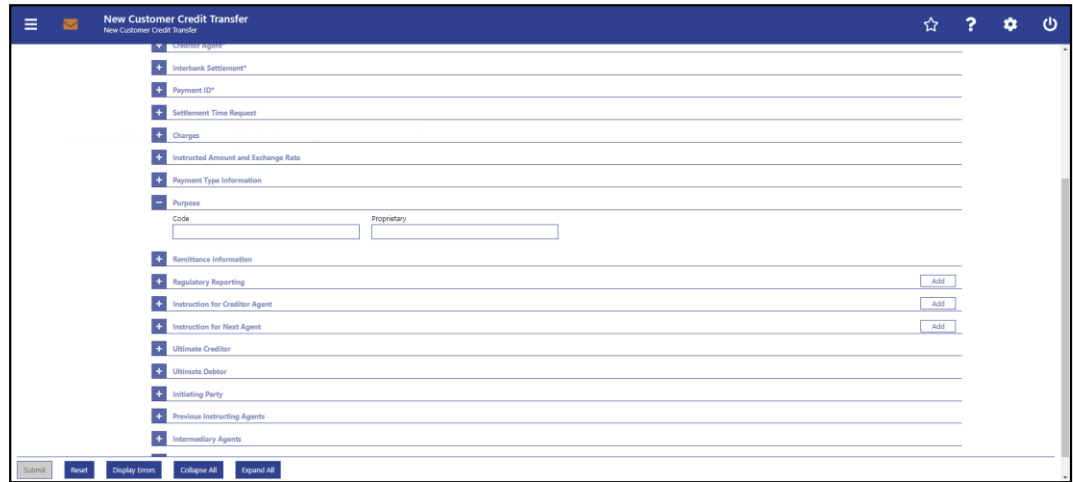 New Customer Credit Transfer
New Customer Credit Transfer
?
Creditor Agent*
Interbank Settlement*
Payment ID*
Settlement Time Request
Charges
Instructed Amount and Exchange Rate
Payment Type Information
Purpose
Code Proprietary
Remittance Information
Regulatory Reporting Add
Instruction for Creditor Agent Add
Instruction for Next Agent Add
Ultimate Creditor
Ultimate Debtor
Initiating Party
Previous Instructing Agents
Intermediary Agents
Submit Reset Display Errors Collapse All Expand All